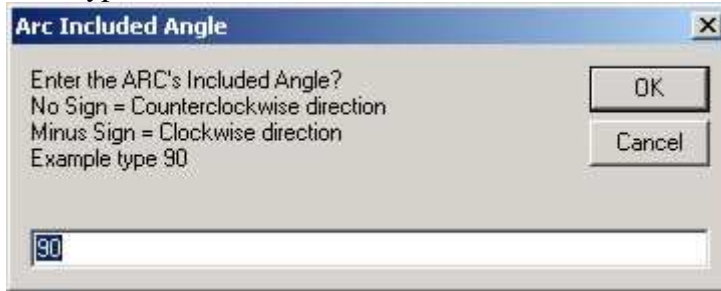 Arc Included Angle
Enter the ARC's Included Angle?
No Sign = Counterclockwise direction
Minus Sign = Clockwise direction
Example type 90
OK
Cancel
90